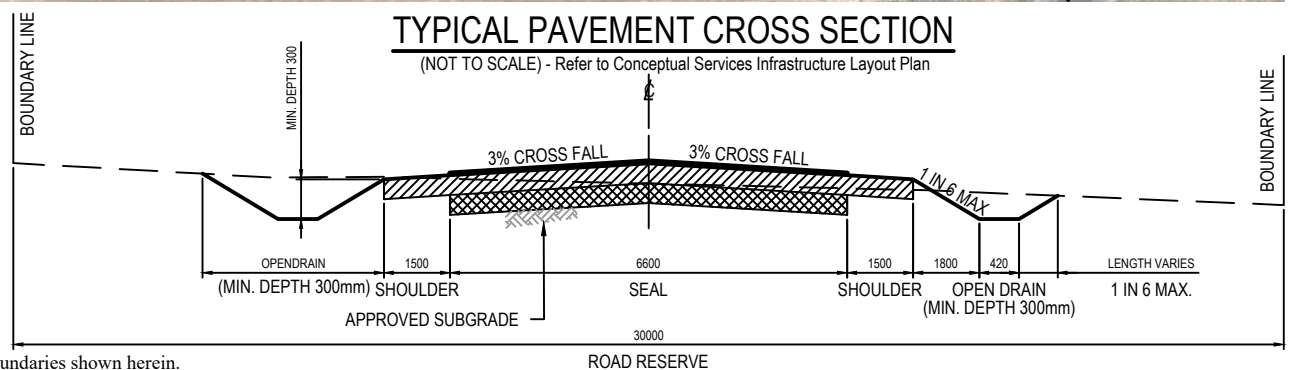 TYPICAL PAVEMENT CROSS SECTION
(NOT TO SCALE) - Refer to Conceptual Services Infrastructure Layout Plan
BOUNDARY LINE
MIN. DEPTH 300
℄
BOUNDARY LINE
3% CROSS FALL
3% CROSS FALL
1 IN 6 MAX
OPENDRAIN
1500
6600
1500
1800
420
LENGTH VARIES
(MIN. DEPTH 300mm)
SHOULDER
SEAL
SHOULDER
OPEN DRAIN
(MIN. DEPTH 300mm)
1 IN 6 MAX.
APPROVED SUBGRADE
30000
ROAD RESERVE
undaries shown herein.